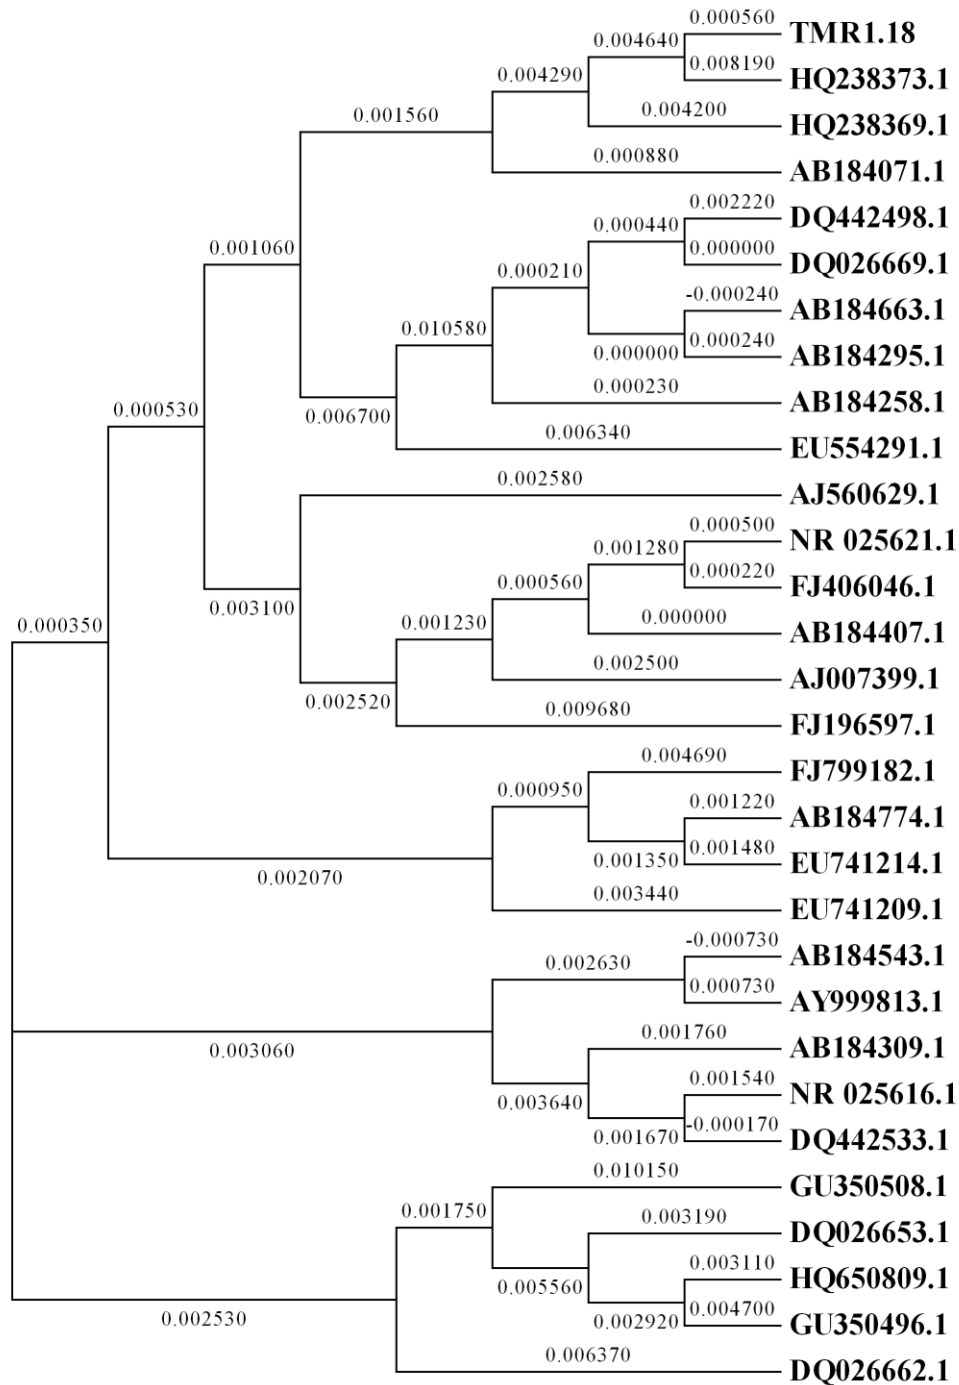 0.000560
TMR1.18
0.004640
0.008190
HQ238373.1
0.004290
0.004200
HQ238369.1
0.001560
0.000880
AB184071.1
0.002220
DQ442498.1
0.000440
0.001060
0.000000
DQ026669.1
0.000210
-0.000240
AB184663.1
0.010580
0.000240
AB184295.1
0.000000
0.000230
AB184258.1
0.000530
0.006700
0.006340
EU554291.1
0.002580
AJ560629.1
0.000500
NR 025621.1
0.001280
0.000220
FJ406046.1
0.000560
0.003100
0.000000
AB184407.1
0.000350
0.001230
0.002500
AJ007399.1
0.002520
0.009680
FJ196597.1
0.004690
FJ799182.1
0.000950
0.001220
AB184774.1
0.001480
EU741214.1
0.001350
0.002070
0.003440
EU741209.1
-0.000730
AB184543.1
0.002630
0.000730
AY999813.1
0.001760
AB184309.1
0.003060
0.001540
NR 025616.1
0.003640
-0.000170
DQ442533.1
0.001670
0.010150
GU350508.1
0.001750
0.003190
DQ026653.1
0.003110
HQ650809.1
0.005560
0.004700
GU350496.1
0.002530
0.002920
0.006370
DQ026662.1